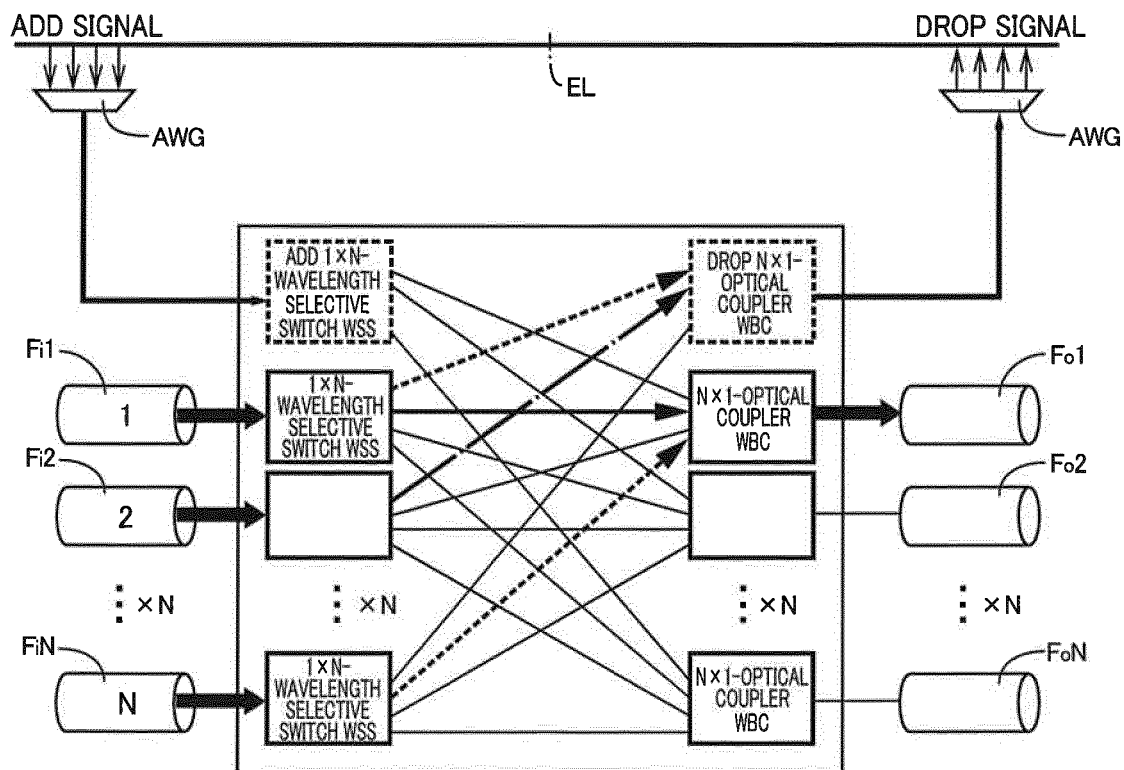 ADD SIGNAL
DROP SIGNAL
EL
AWG
AWG
ADD 1×N-
WAVELENGTH
SELECTIVE
SWITCH WSS
DROP N×1-
OPTICAL
COUPLER
WBC
Fi1
1
1×N-
WAVELENGTH
SELECTIVE
SWITCH WSS
N×1-OPTICAL
COUPLER
WBC
Fo1
Fi2
2
Fo2
⋮ ×N
⋮ ×N
⋮ ×N
⋮ ×N
FiN
N
1×N-
WAVELENGTH
SELECTIVE
SWITCH WSS
N×1-OPTICAL
COUPLER
WBC
FoN